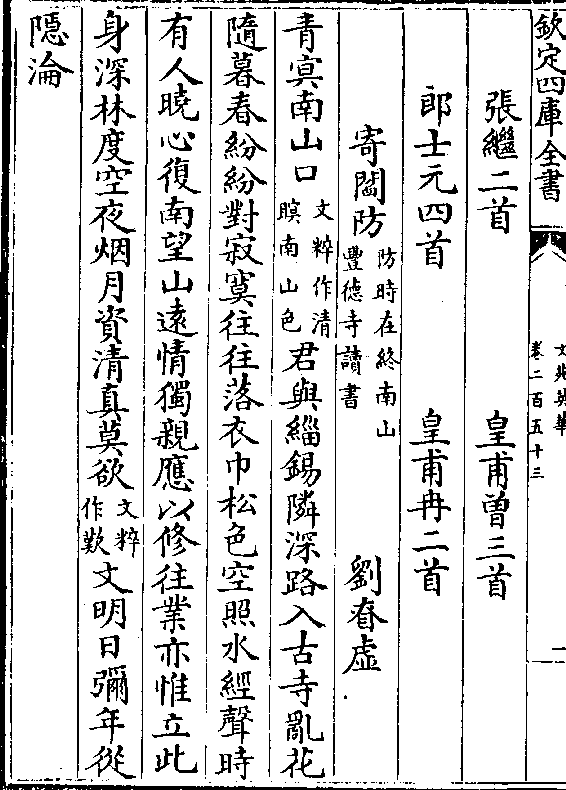 欽定四庫全書
文苑英華
卷二百五十三
一
張繼二首 皇甫曾三首
郎士元四首 皇甫冉二首
寄閻防 防時在終南山豐德寺讀書 劉眘虛
青㝠南山口 文粹作清瞑南山色 君與緇錫隣深路入古寺亂花
隨暮春紛紛對寂寞往往落衣巾松色空照水經聲時
有人曉心復南望山遠情獨親應以修往業亦惟立此
身深林度空夜烟月資清真莫欲 文粹作歎 文明日彌年從
隱淪